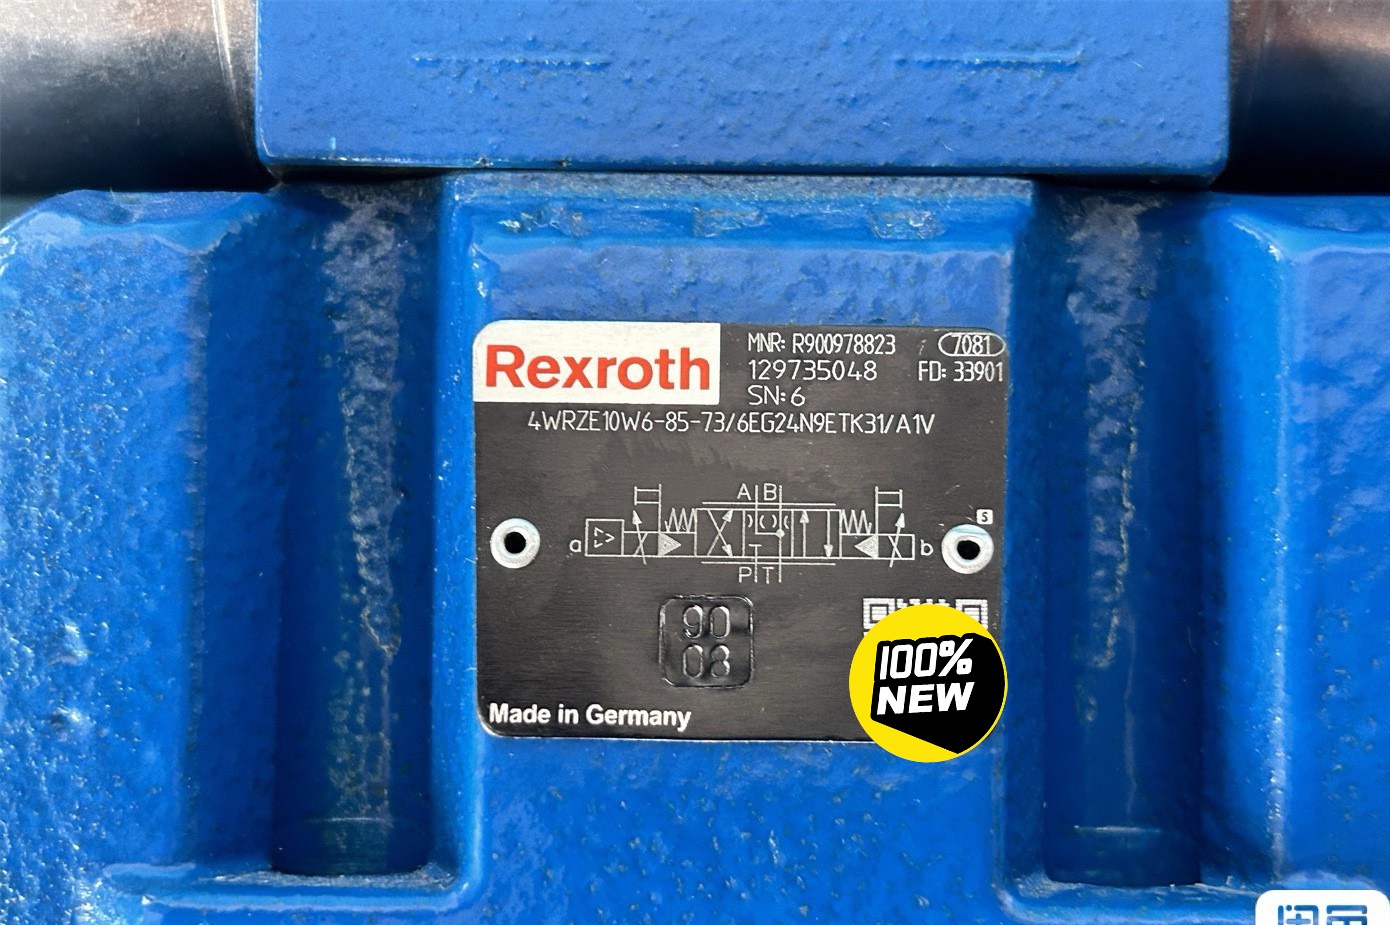 Rexroth
MNR: R900978823
7081
129735048
FD: 33901
SN: 6
4WRZE10W6-85-73/6EG24N9ETK31/A1V
A B
S
a
b
P T
90
08
Made in Germany
100%
NEW